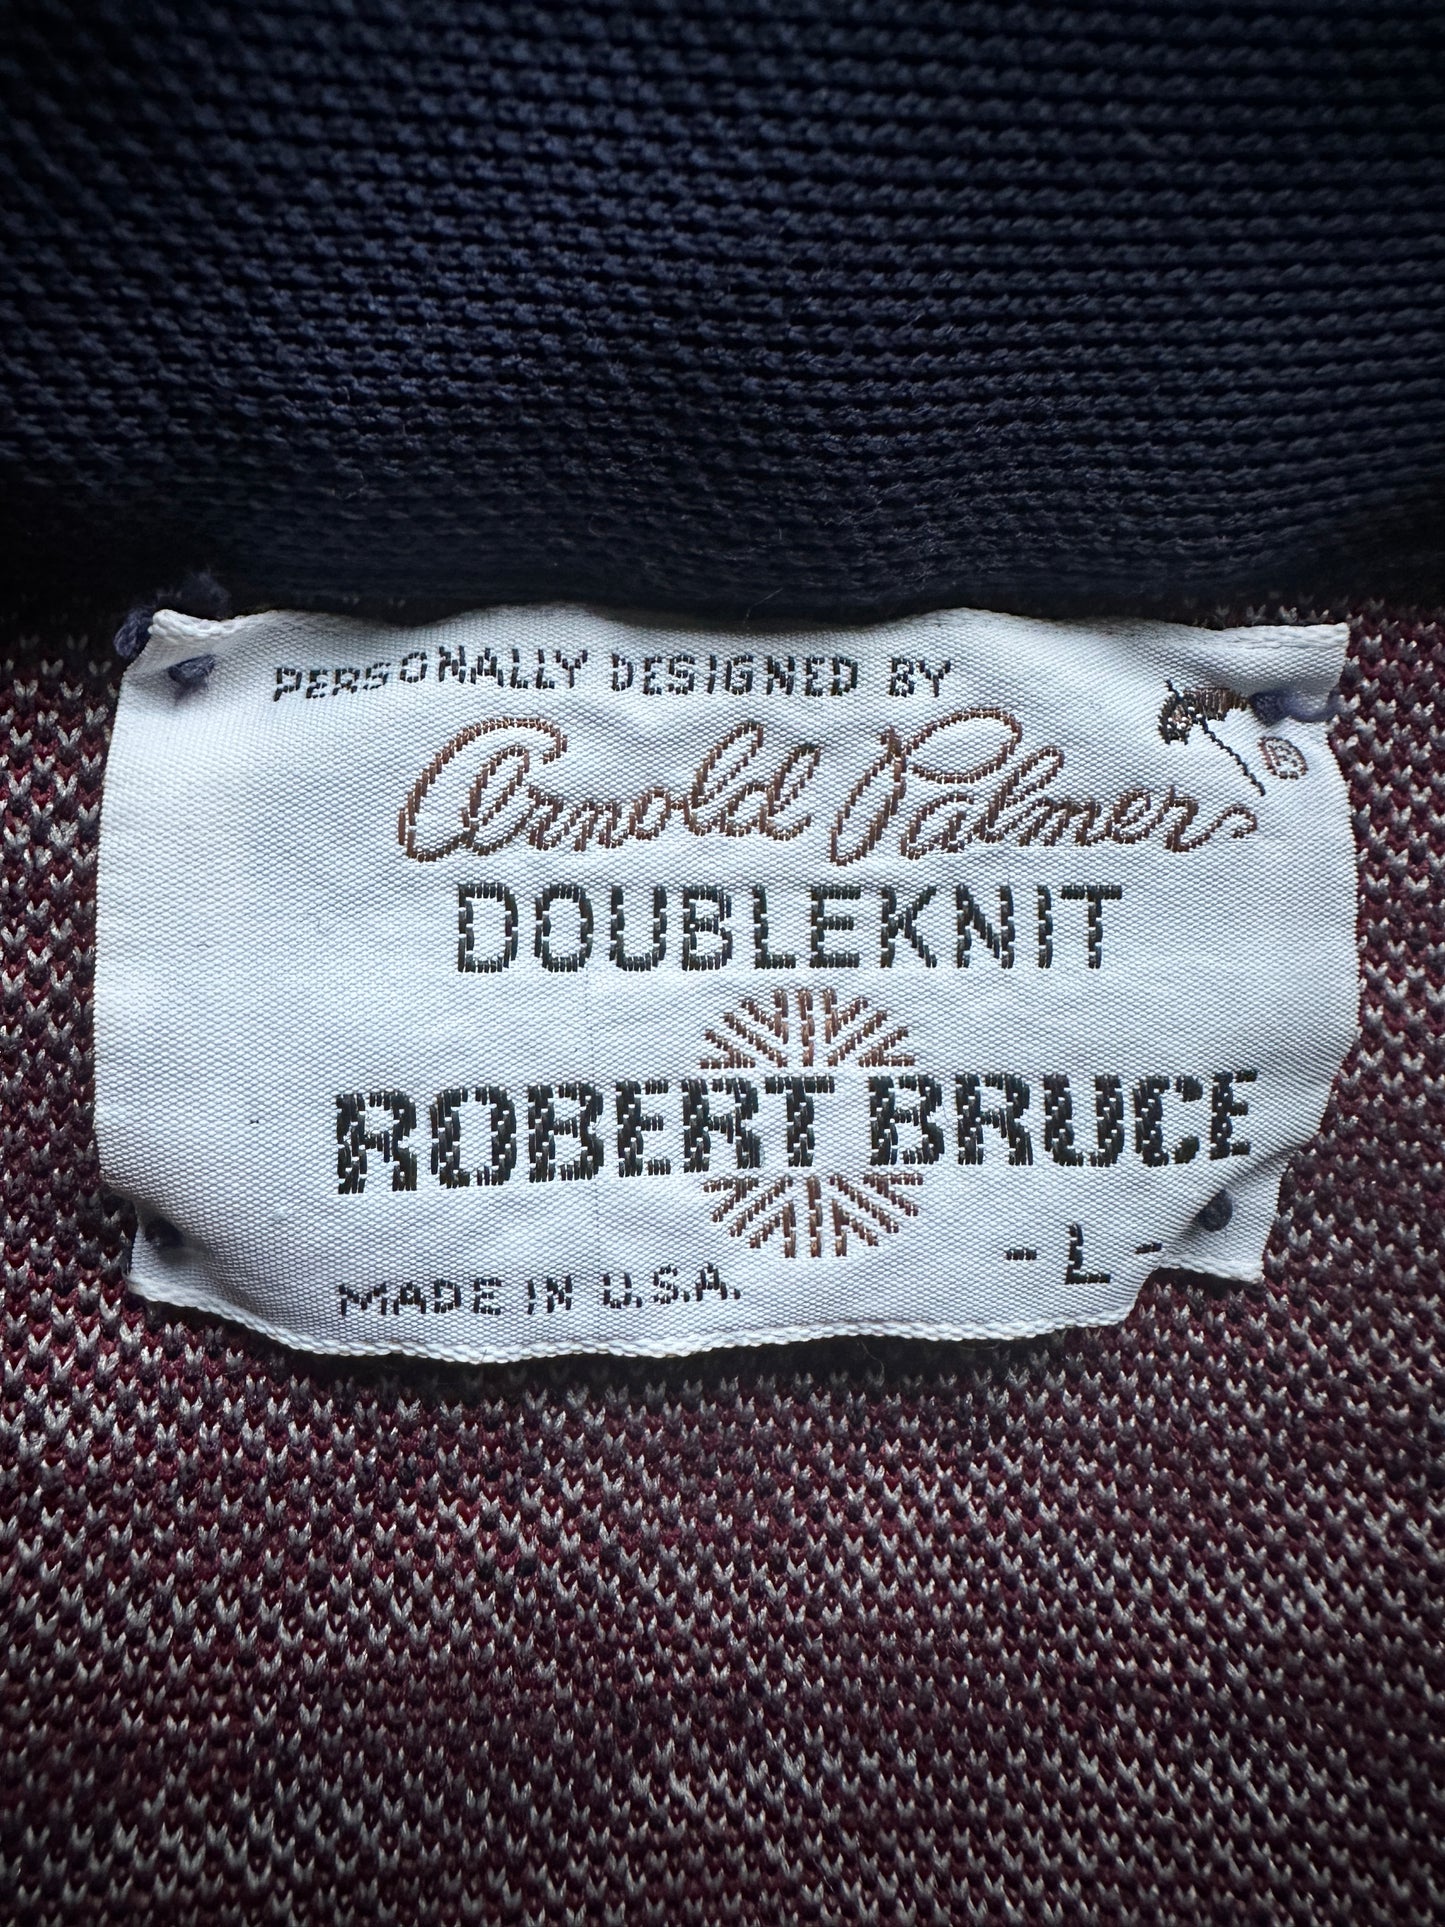 PERSONALLY DESIGNED BY
Arnold Palmer ®
DOUBLEKNIT
ROBERT BRUCE
- L -
MADE IN U.S.A.